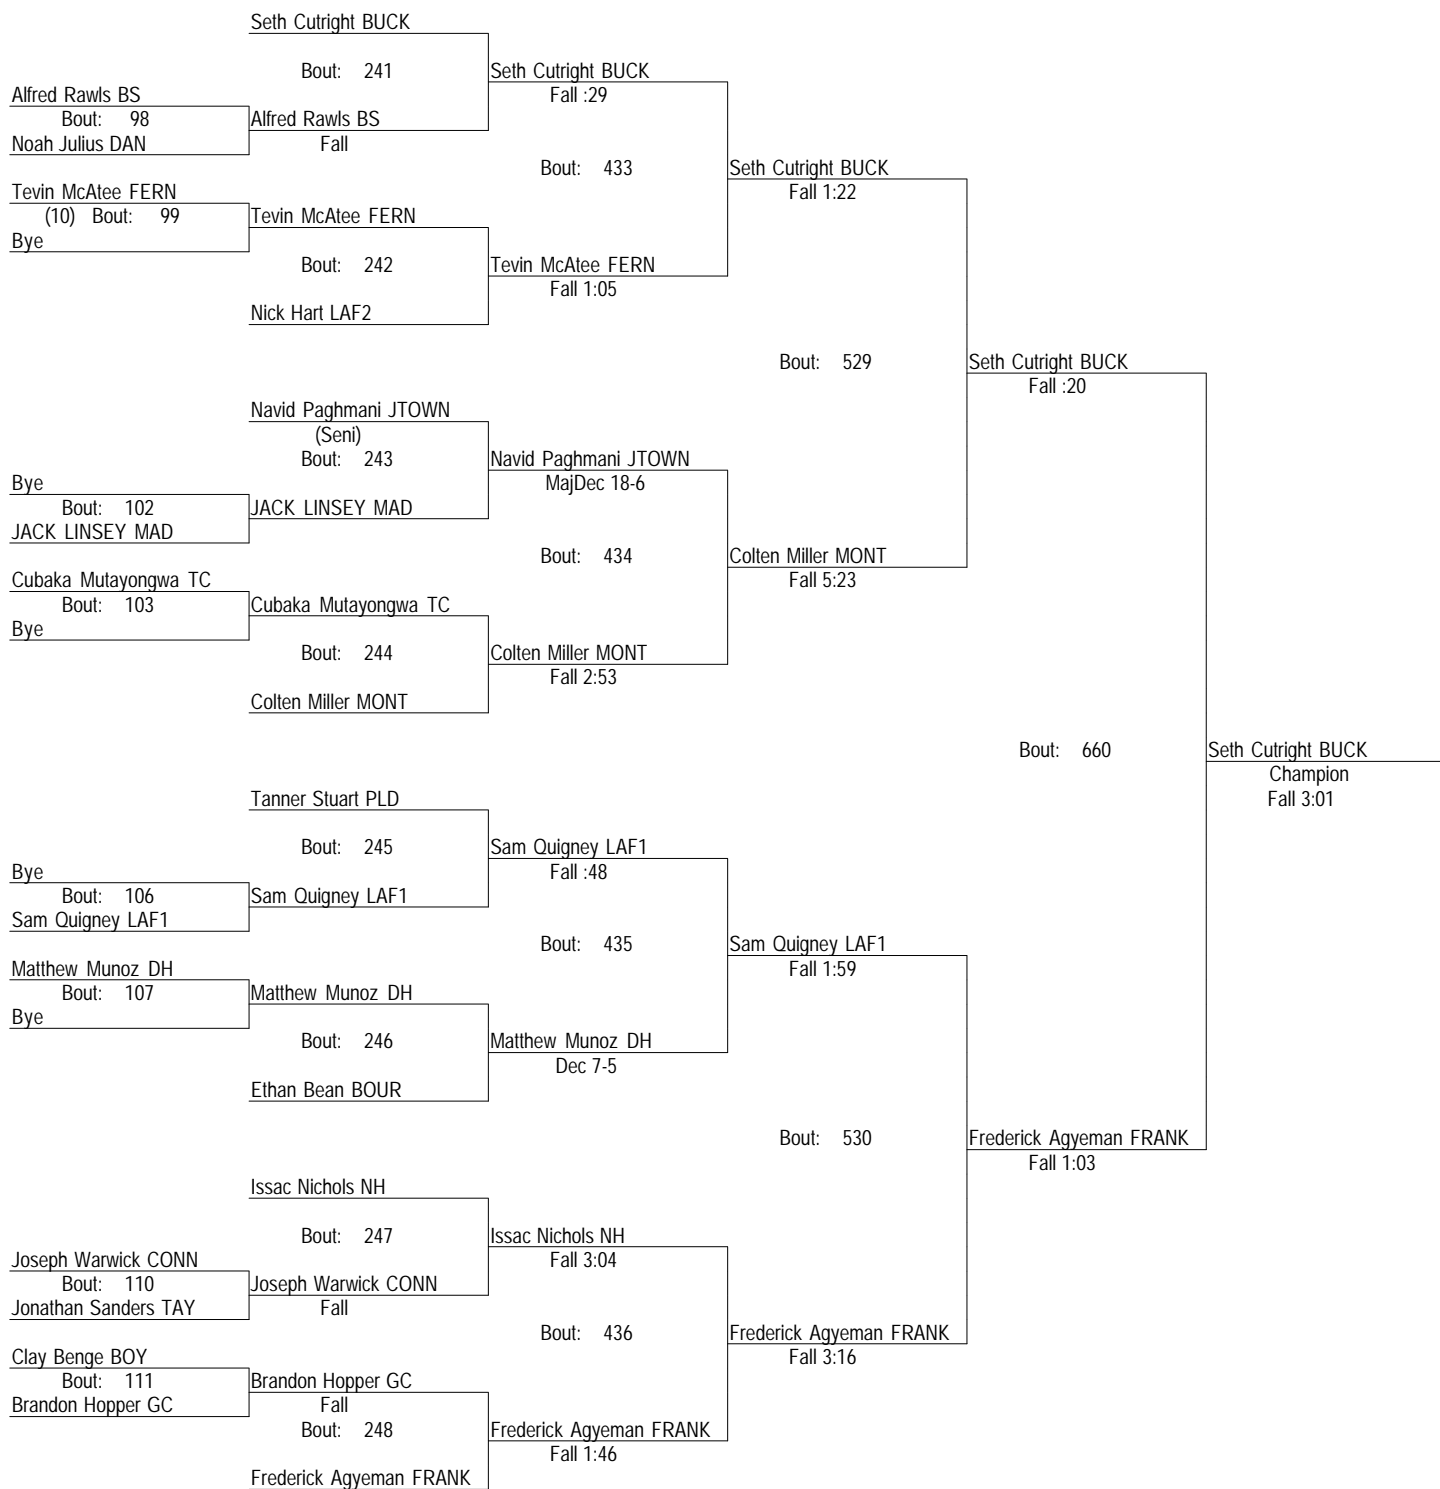 Seth Cutright BUCK
Bout: 241
Seth Cutright BUCK
Fall :29
Alfred Rawls BS
Bout: 98
Noah Julius DAN
Alfred Rawls BS
Fall
Bout: 433
Seth Cutright BUCK
Fall 1:22
Tevin McAtee FERN
(10) Bout: 99
Bye
Tevin McAtee FERN
Bout: 242
Tevin McAtee FERN
Fall 1:05
Nick Hart LAF2
Bout: 529
Seth Cutright BUCK
Fall :20
Navid Paghmani JTOWN
(Seni)
Bout: 243
Navid Paghmani JTOWN
MajDec 18-6
Bye
Bout: 102
JACK LINSEY MAD
JACK LINSEY MAD
Bout: 434
Colten Miller MONT
Fall 5:23
Cubaka Mutayongwa TC
Bout: 103
Bye
Cubaka Mutayongwa TC
Bout: 244
Colten Miller MONT
Fall 2:53
Colten Miller MONT
Bout: 660
Seth Cutright BUCK
Champion
Fall 3:01
Tanner Stuart PLD
Bout: 245
Sam Quigney LAF1
Fall :48
Bye
Bout: 106
Sam Quigney LAF1
Sam Quigney LAF1
Bout: 435
Sam Quigney LAF1
Fall 1:59
Matthew Munoz DH
Bout: 107
Bye
Matthew Munoz DH
Bout: 246
Matthew Munoz DH
Dec 7-5
Ethan Bean BOUR
Bout: 530
Frederick Agyeman FRANK
Fall 1:03
Issac Nichols NH
Bout: 247
Issac Nichols NH
Fall 3:04
Joseph Warwick CONN
Bout: 110
Jonathan Sanders TAY
Joseph Warwick CONN
Fall
Bout: 436
Frederick Agyeman FRANK
Fall 3:16
Clay Benge BOY
Bout: 111
Brandon Hopper GC
Brandon Hopper GC
Fall
Bout: 248
Frederick Agyeman FRANK
Fall 1:46
Frederick Agyeman FRANK